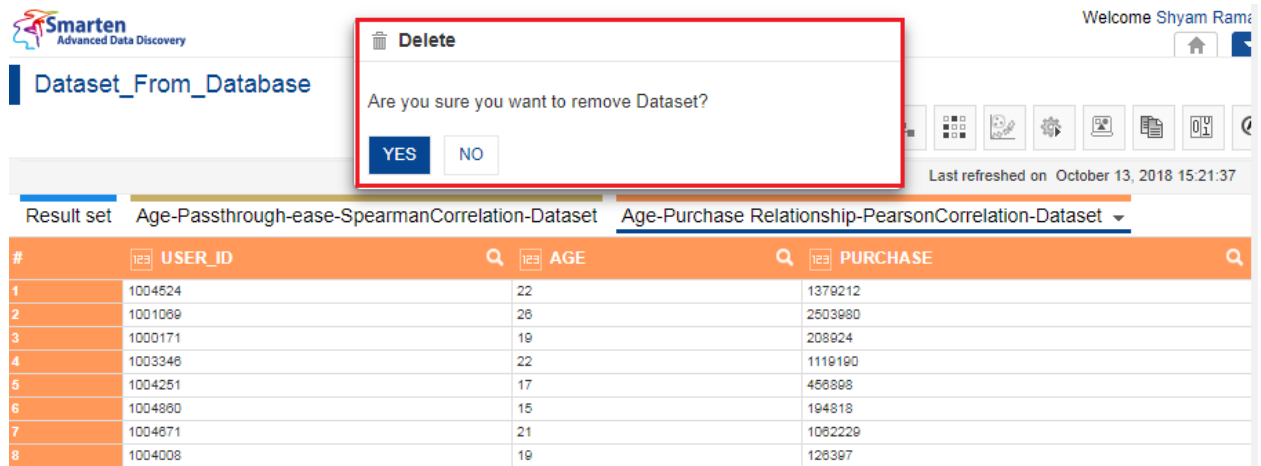 Smarten
Advanced Data Discovery
Welcome Shyam Rama
Delete
Dataset_From_Database
Are you sure you want to remove Dataset?
YES NO
Last refreshed on October 13, 2018 15:21:37
Result set Age-Passthrough-ease-SpearmanCorrelation-Dataset Age-Purchase Relationship-PearsonCorrelation-Dataset
# 123 USER_ID 123 AGE 123 PURCHASE
1 1004524 22 1379212
2 1001069 26 2503980
3 1000171 19 208924
4 1003346 22 1119190
5 1004251 17 456898
6 1004860 15 194818
7 1004671 21 1062229
8 1004008 19 126397